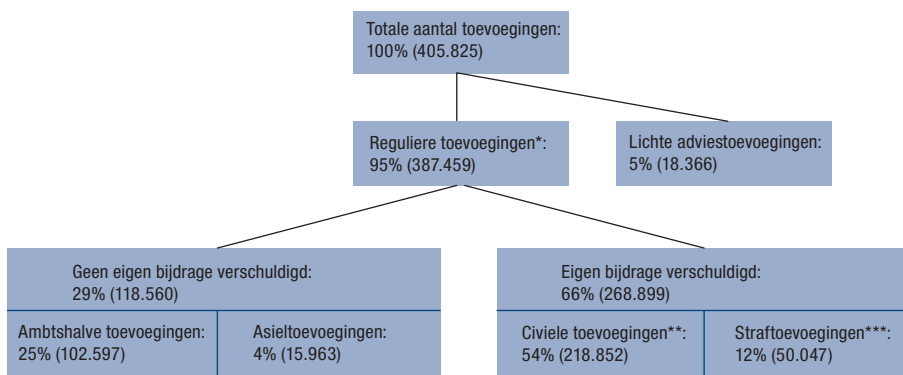 Totale aantal toevoegingen:
100% (405.825)
Reguliere toevoegingen*:
95% (387.459)
Lichte adviestoevoegingen:
5% (18.366)
Geen eigen bijdrage verschuldigd:
29% (118.560)
Eigen bijdrage verschuldigd:
66% (268.899)
Ambtshalve toevoegingen:
25% (102.597)
Asieltoevoegingen:
4% (15.963)
Civiele toevoegingen**:
54% (218.852)
Straftoevoegingen***:
12% (50.047)